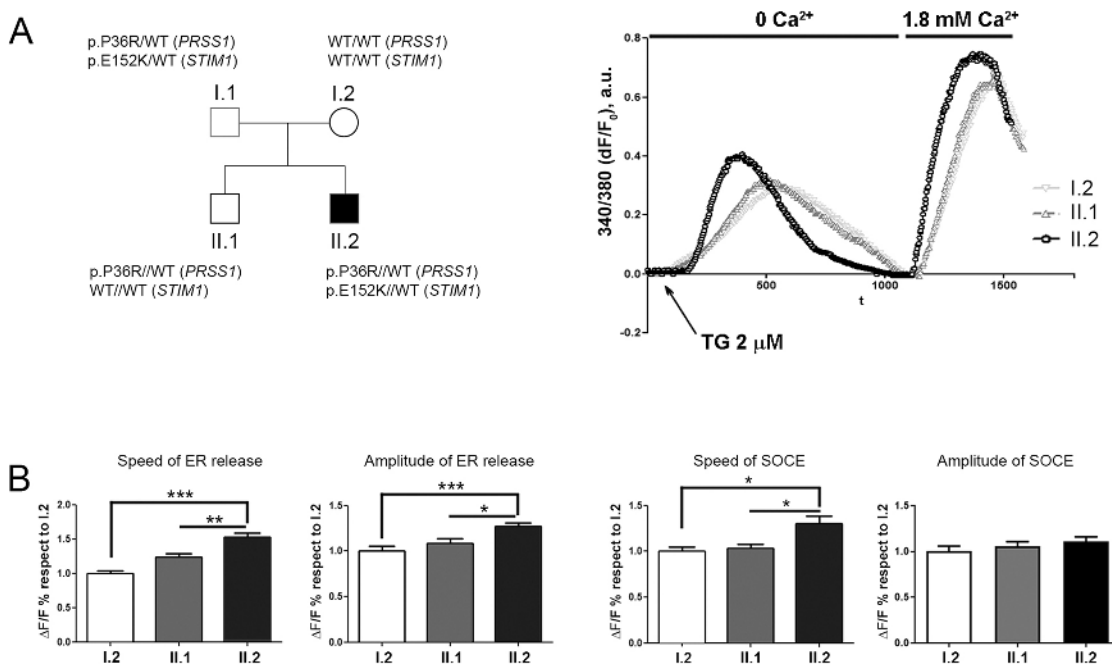 A
p.P36R/WT (PRSS1)
p.E152K/WT (STIM1)
WT/WT (PRSS1)
WT/WT (STIM1)
I.1
I.2
II.1
II.2
p.P36R//WT (PRSS1)
WT//WT (STIM1)
p.P36R//WT (PRSS1)
p.E152K//WT (STIM1)
0 Ca²⁺
1.8 mM Ca²⁺
340/380 (dF/F₀), a.u.
0.8
0.6
0.4
0.2
0.0
-0.2
500
1000
1500
t
TG 2 μM
I.2
II.1
II.2
B
Speed of ER release
ΔF/F % respect to I.2
2.0
1.5
1.0
0.5
0.0
***
**
I.2 II.1 II.2
Amplitude of ER release
ΔF/F % respect to I.2
1.5
1.0
0.5
0.0
***
*
I.2 II.1 II.2
Speed of SOCE
ΔF/F % respect to I.2
1.5
1.0
0.5
0.0
*
*
I.2 II.1 II.2
Amplitude of SOCE
ΔF/F % respect to I.2
1.5
1.0
0.5
0.0
I.2 II.1 II.2